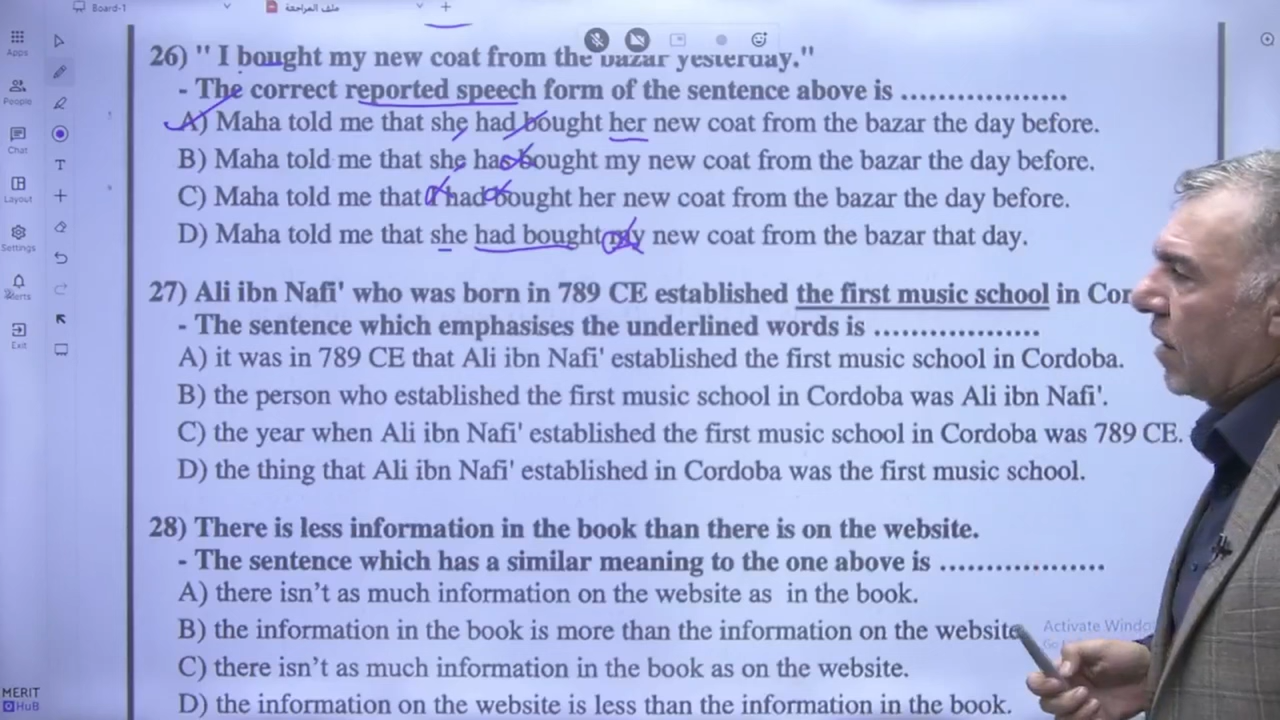 Board-1
ملف المراجعة
Apps
People
Chat
Layout
Settings
Alerts
Exit
26) " I bought my new coat from the bazar yesterday."
- The correct reported speech form of the sentence above is ..................
A) Maha told me that she had bought her new coat from the bazar the day before.
B) Maha told me that she has bought my new coat from the bazar the day before.
C) Maha told me that I had bought her new coat from the bazar the day before.
D) Maha told me that she had bought my new coat from the bazar that day.
27) Ali ibn Nafi' who was born in 789 CE established the first music school in Cor
- The sentence which emphasises the underlined words is ..................
A) it was in 789 CE that Ali ibn Nafi' established the first music school in Cordoba.
B) the person who established the first music school in Cordoba was Ali ibn Nafi'.
C) the year when Ali ibn Nafi' established the first music school in Cordoba was 789 CE.
D) the thing that Ali ibn Nafi' established in Cordoba was the first music school.
28) There is less information in the book than there is on the website.
- The sentence which has a similar meaning to the one above is ..................
A) there isn’t as much information on the website as in the book.
B) the information in the book is more than the information on the website
C) there isn’t as much information in the book as on the website.
D) the information on the website is less than the information in the book.
Activate Windo
MERIT
HUB